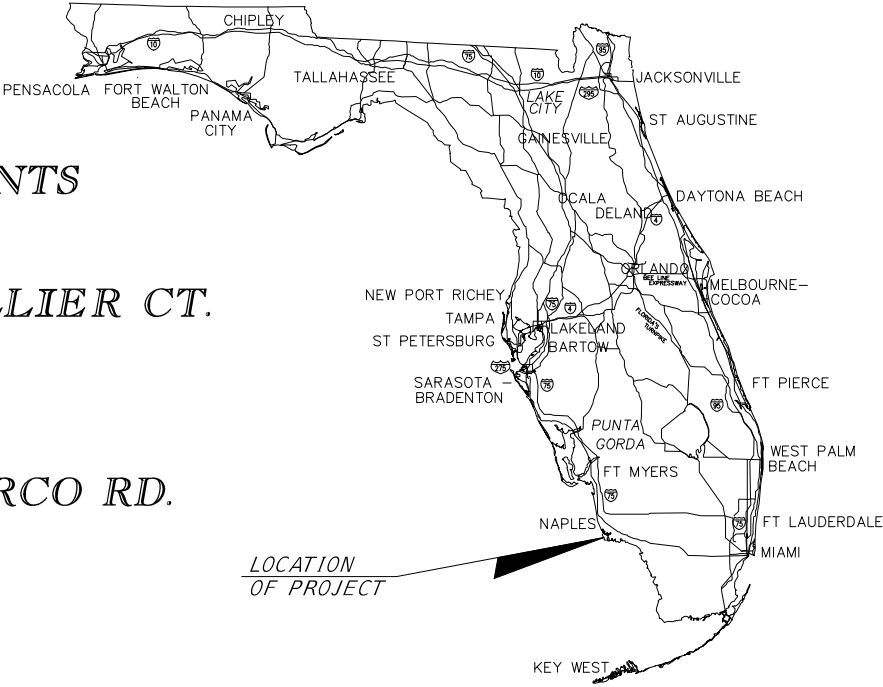 CHIPLEY
10
75
95
10
PENSACOLA
FORT WALTON
BEACH
TALLAHASSEE
JACKSONVILLE
LAKE
CITY
295
PANAMA
CITY
ST AUGUSTINE
GAINESVILLE
NTS
OCALA
DAYTONA BEACH
DELAND
4
ORLANDO
BEE LINE
EXPRESSWAY
MELBOURNE-
COCOA
LLIER CT.
NEW PORT RICHEY
75
4
TAMPA
FLORIDA'S
TURNPIKE
LAKELAND
ST PETERSBURG
BARTOW
275
SARASOTA -
BRADENTON
75
FT PIERCE
95
PUNTA
GORDA
WEST PALM
BEACH
FT MYERS
RCO RD.
75
NAPLES
75
FT LAUDERDALE
MIAMI
LOCATION
OF PROJECT
KEY WEST